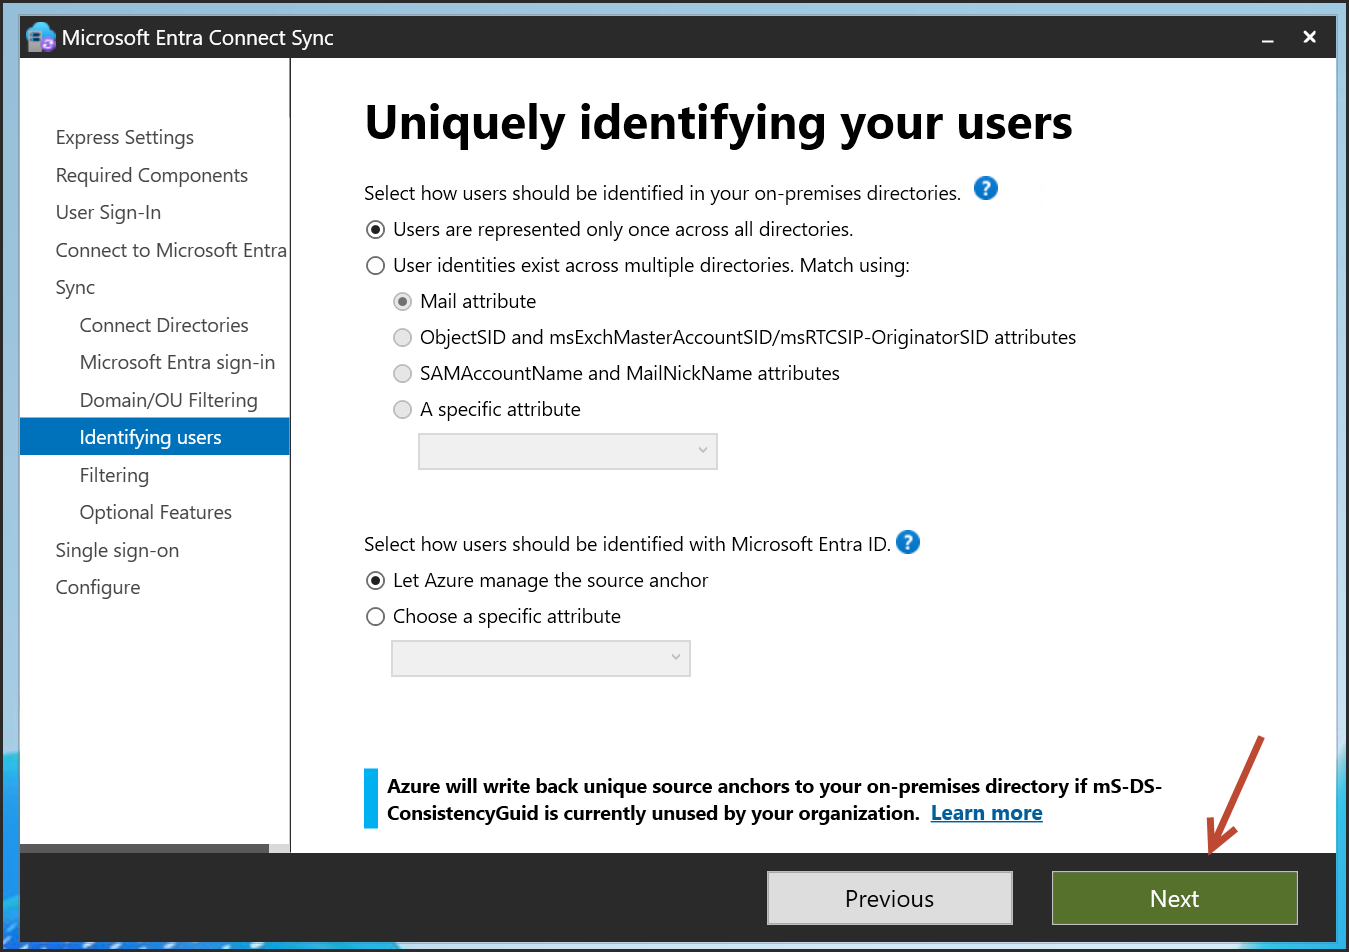 Microsoft Entra Connect Sync
Express Settings
Required Components
User Sign-In
Connect to Microsoft Entra
Sync
Connect Directories
Microsoft Entra sign-in
Domain/OU Filtering
Identifying users
Filtering
Optional Features
Single sign-on
Configure
Uniquely identifying your users
Select how users should be identified in your on-premises directories. ?
Users are represented only once across all directories.
User identities exist across multiple directories. Match using:
Mail attribute
ObjectSID and msExchMasterAccountSID/msRTCSIP-OriginatorSID attributes
SAMAccountName and MailNickName attributes
A specific attribute
Select how users should be identified with Microsoft Entra ID. ?
Let Azure manage the source anchor
Choose a specific attribute
Azure will write back unique source anchors to your on-premises directory if mS-DS-
ConsistencyGuid is currently unused by your organization. Learn more
Previous
Next